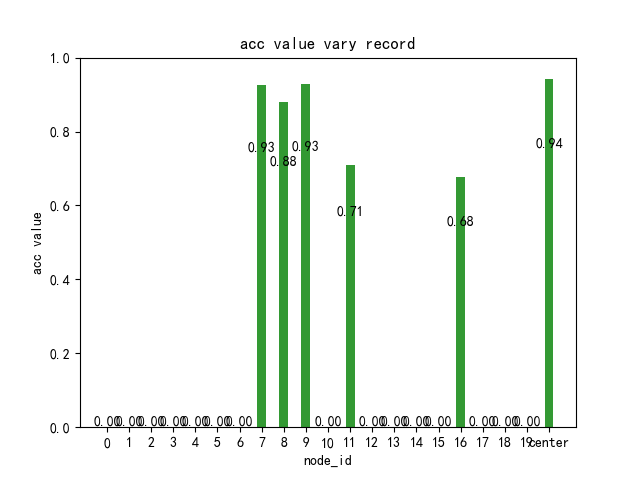 acc value vary record
acc value
1.0
0.8
0.6
0.4
0.2
0.0
0.00 0.00 0.00 0.00 0.00 0.00 0.00 0.93 0.88 0.93 0.00 0.71 0.00 0.00 0.00 0.00 0.68 0.00 0.00 0.00 0.94
0 1 2 3 4 5 6 7 8 9 10 11 12 13 14 15 16 17 18 19 center
node_id